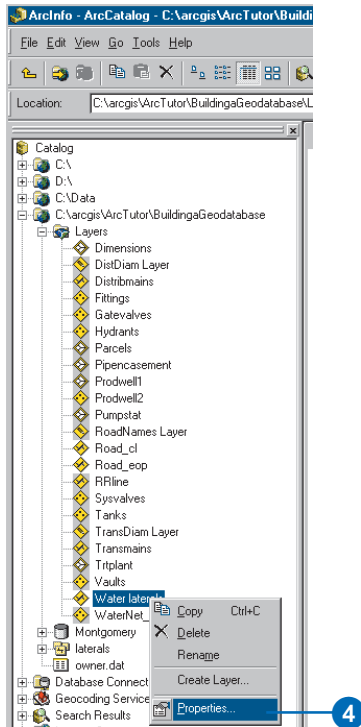 ArcInfo - ArcCatalog - C:\arcgis\ArcTutor\Buildi
File Edit View Go Tools Help
Location: C:\arcgis\ArcTutor\BuildingaGeodatabase\L
Catalog
C:\
D:\
C:\Data
C:\arcgis\ArcTutor\BuildingaGeodatabase
Layers
Dimensions
DistDiam Layer
Distribmains
Fittings
Gatevalves
Hydrants
Parcels
Pipencasement
Prodwell1
Prodwell2
Pumpstat
RoadNames Layer
Road_cl
Road_eop
RRline
Sysvalves
Tanks
TransDiam Layer
Transmains
Trtplant
Vaults
Water laterals
WaterNet_
Montgomery
laterals
owner.dat
Database Connect
Geocoding Service
Search Results
Copy Ctrl+C
Delete
Rename
Create Layer...
Properties...
4